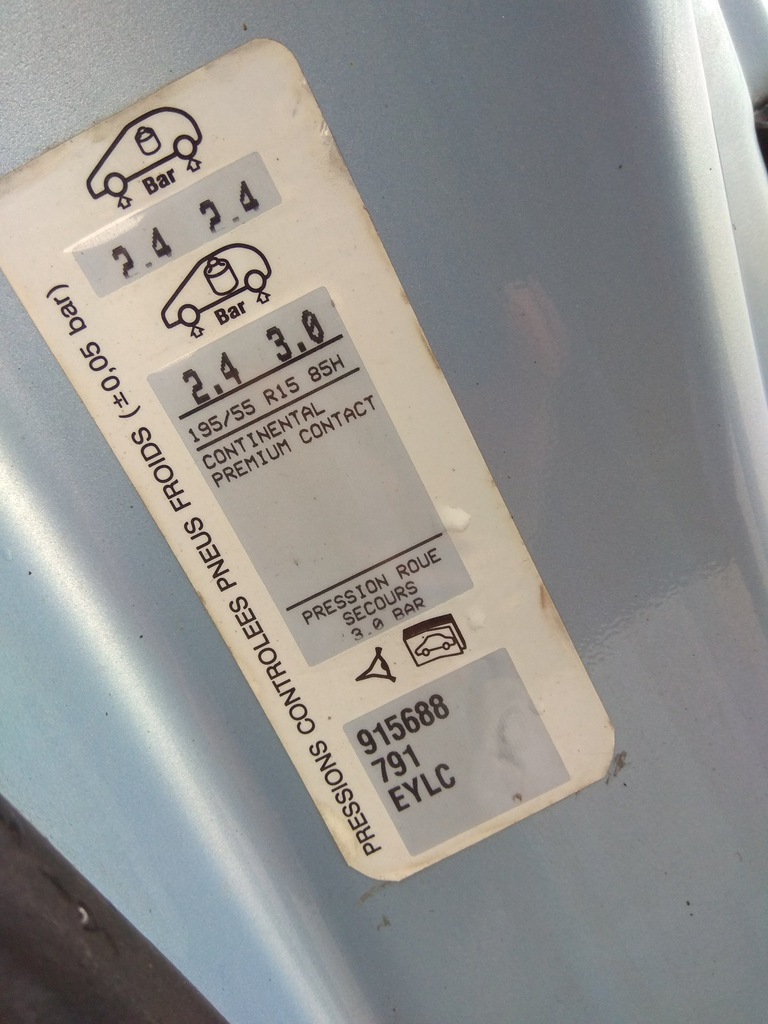 Bar
2.4 2.4
Bar
2.4 3.0
195/55 R15 85H
CONTINENTAL
PREMIUM CONTACT
PRESSION ROUE
SECOURS
3.0 BAR
915688
791
EYLC
PRESSIONS CONTROLEES PNEUS FROIDS (±0,05 bar)